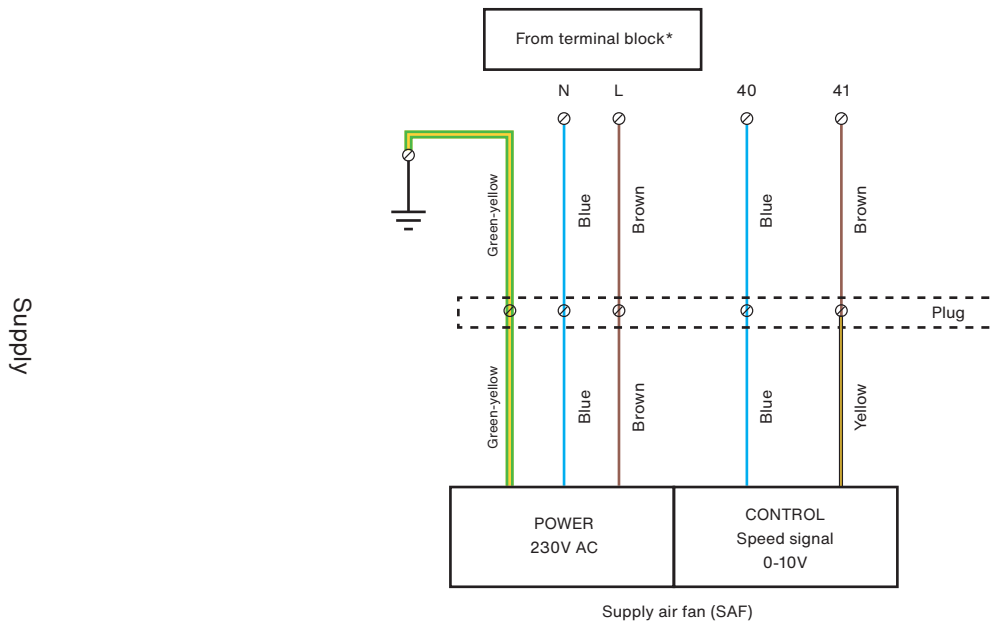 From terminal block*
N
L
40
41
Green-yellow
Blue
Brown
Blue
Brown
Supply
Plug
Green-yellow
Blue
Brown
Blue
Yellow
POWER
230V AC
CONTROL
Speed signal
0-10V
Supply air fan (SAF)